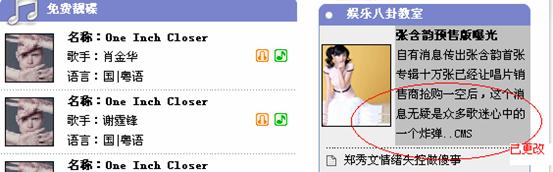 免费靓碟
名称：One Inch Closer
歌手：肖金华
语言：国|粤语
名称：One Inch Closer
歌手：谢霆锋
语言：国|粤语
名称：One Inch Closer
娱乐八卦教室
张含韵预售版曝光
自有消息传出张含韵首张
专辑十万张已经让唱片销
售商抢购一空后，这个消
息无疑是众多歌迷心中的
一个炸弹..CMS
已更改
郑秀文情绪失控做傻事